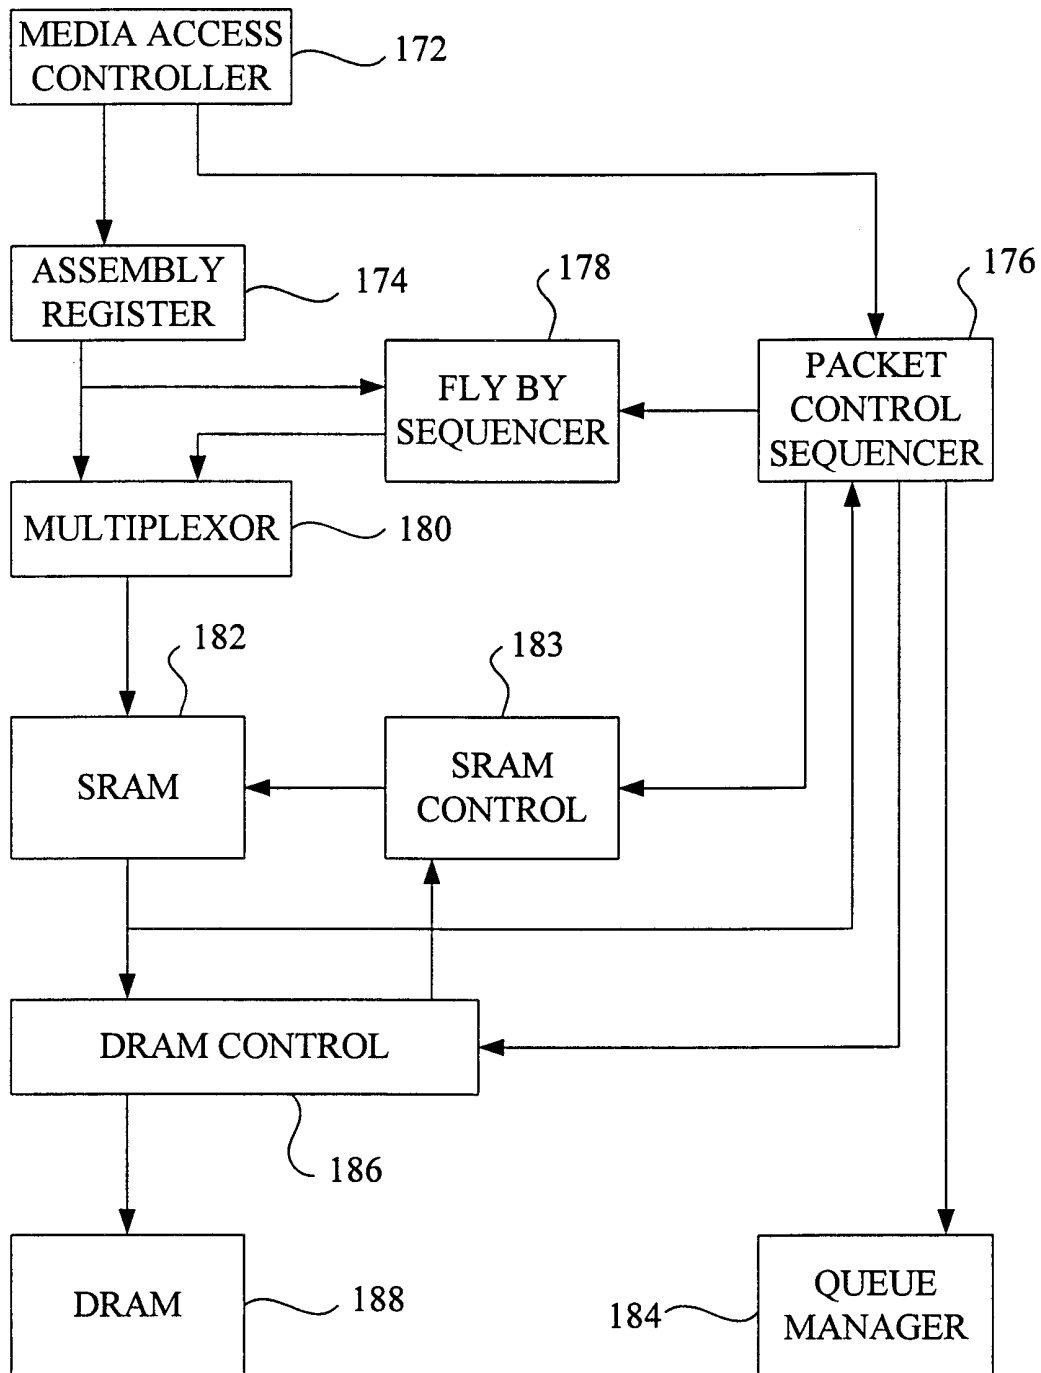 MEDIA ACCESS
CONTROLLER
172
ASSEMBLY
REGISTER
174
178
176
FLY BY
SEQUENCER
PACKET
CONTROL
SEQUENCER
MULTIPLEXOR
180
182
183
SRAM
SRAM
CONTROL
DRAM CONTROL
186
DRAM
188
184
QUEUE
MANAGER